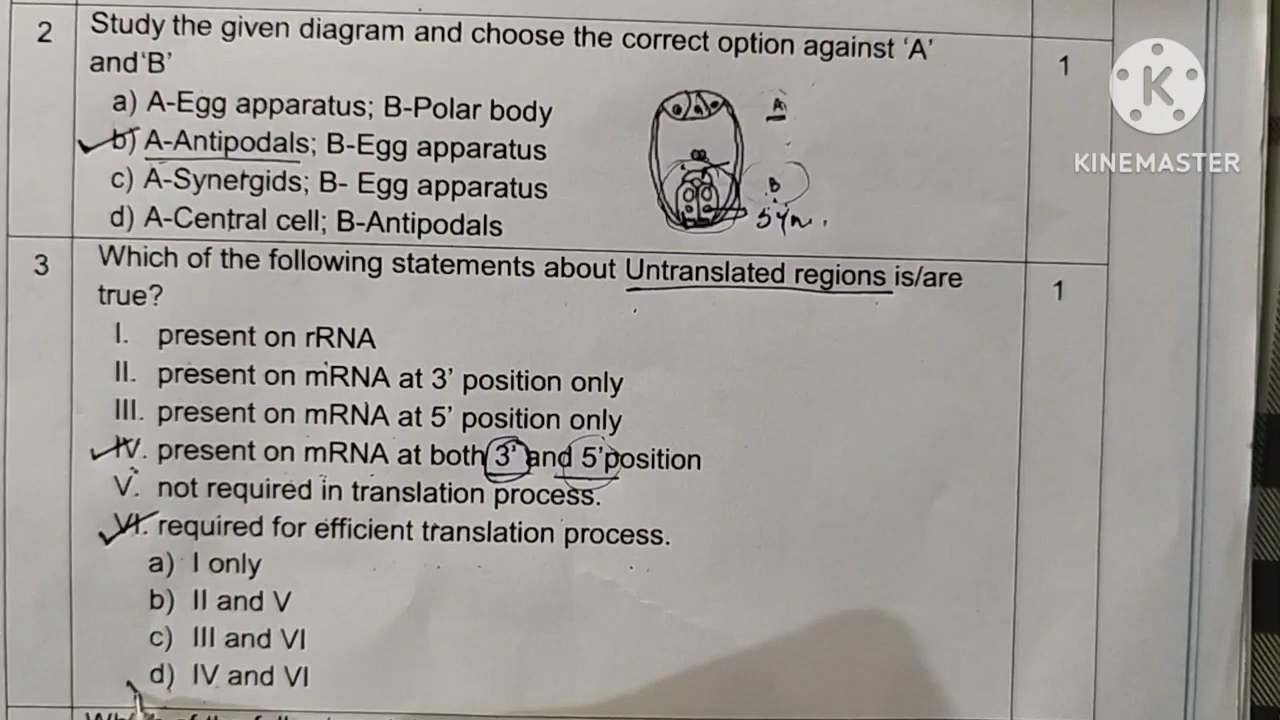 2
Study the given diagram and choose the correct option against 'A'
and'B'
1
a) A-Egg apparatus; B-Polar body
b) A-Antipodals; B-Egg apparatus
c) A-Synergids; B- Egg apparatus
d) A-Central cell; B-Antipodals
A
B
Syn.
K
KINEMASTER
3
Which of the following statements about Untranslated regions is/are
true?
1
I. present on rRNA
II. present on mRNA at 3' position only
III. present on mRNA at 5' position only
IV. present on mRNA at both 3' and 5'position
V. not required in translation process.
VI. required for efficient translation process.
a) I only
b) II and V
c) III and VI
d) IV and VI